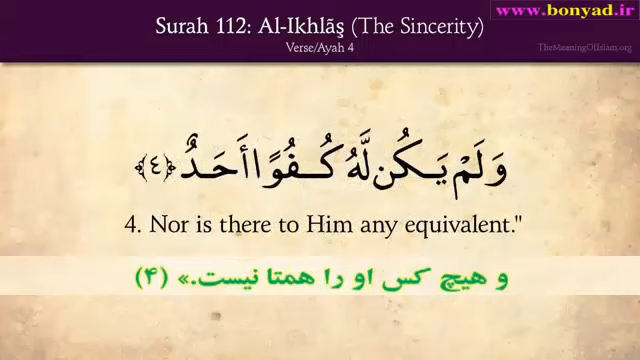 www.bonyad.ir
Surah 112: Al-Ikhlāş (The Sincerity)
Verse/Ayah 4
TheMeaningOfIslam.org
وَلَمْ يَكُن لَّهُ كُفُوًا أَحَدٌ ﴿٤﴾
4. Nor is there to Him any equivalent."
و هیچ کس او را همتا نیست.» (۴)